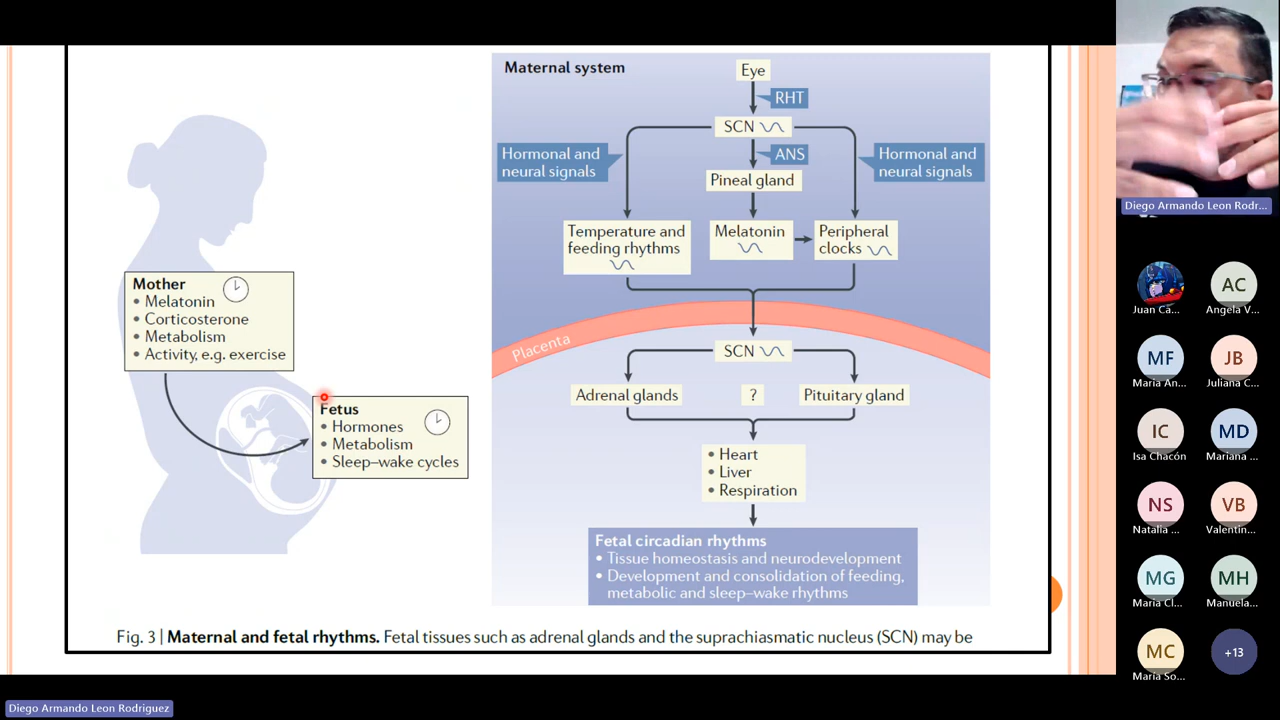 Maternal system
Eye
RHT
SCN
Hormonal and
neural signals
ANS
Hormonal and
neural signals
Pineal gland
Temperature and
feeding rhythms
Melatonin
Peripheral
clocks
Mother
• Melatonin
• Corticosterone
• Metabolism
• Activity, e.g. exercise
Placenta
SCN
Adrenal glands
?
Pituitary gland
Fetus
• Hormones
• Metabolism
• Sleep–wake cycles
• Heart
• Liver
• Respiration
Fetal circadian rhythms
• Tissue homeostasis and neurodevelopment
• Development and consolidation of feeding,
metabolic and sleep–wake rhythms
Fig. 3 | Maternal and fetal rhythms. Fetal tissues such as adrenal glands and the suprachiasmatic nucleus (SCN) may be
Diego Armando Leon Rodr...
Juan Ca...
AC
Angela V...
MF
Maria An...
JB
Juliana C...
IC
Isa Chacón
MD
Mariana ...
NS
Natalia ...
VB
Valentin...
MG
Maria Cl...
MH
Manuela...
MC
Maria So...
+13
Diego Armando Leon Rodriguez